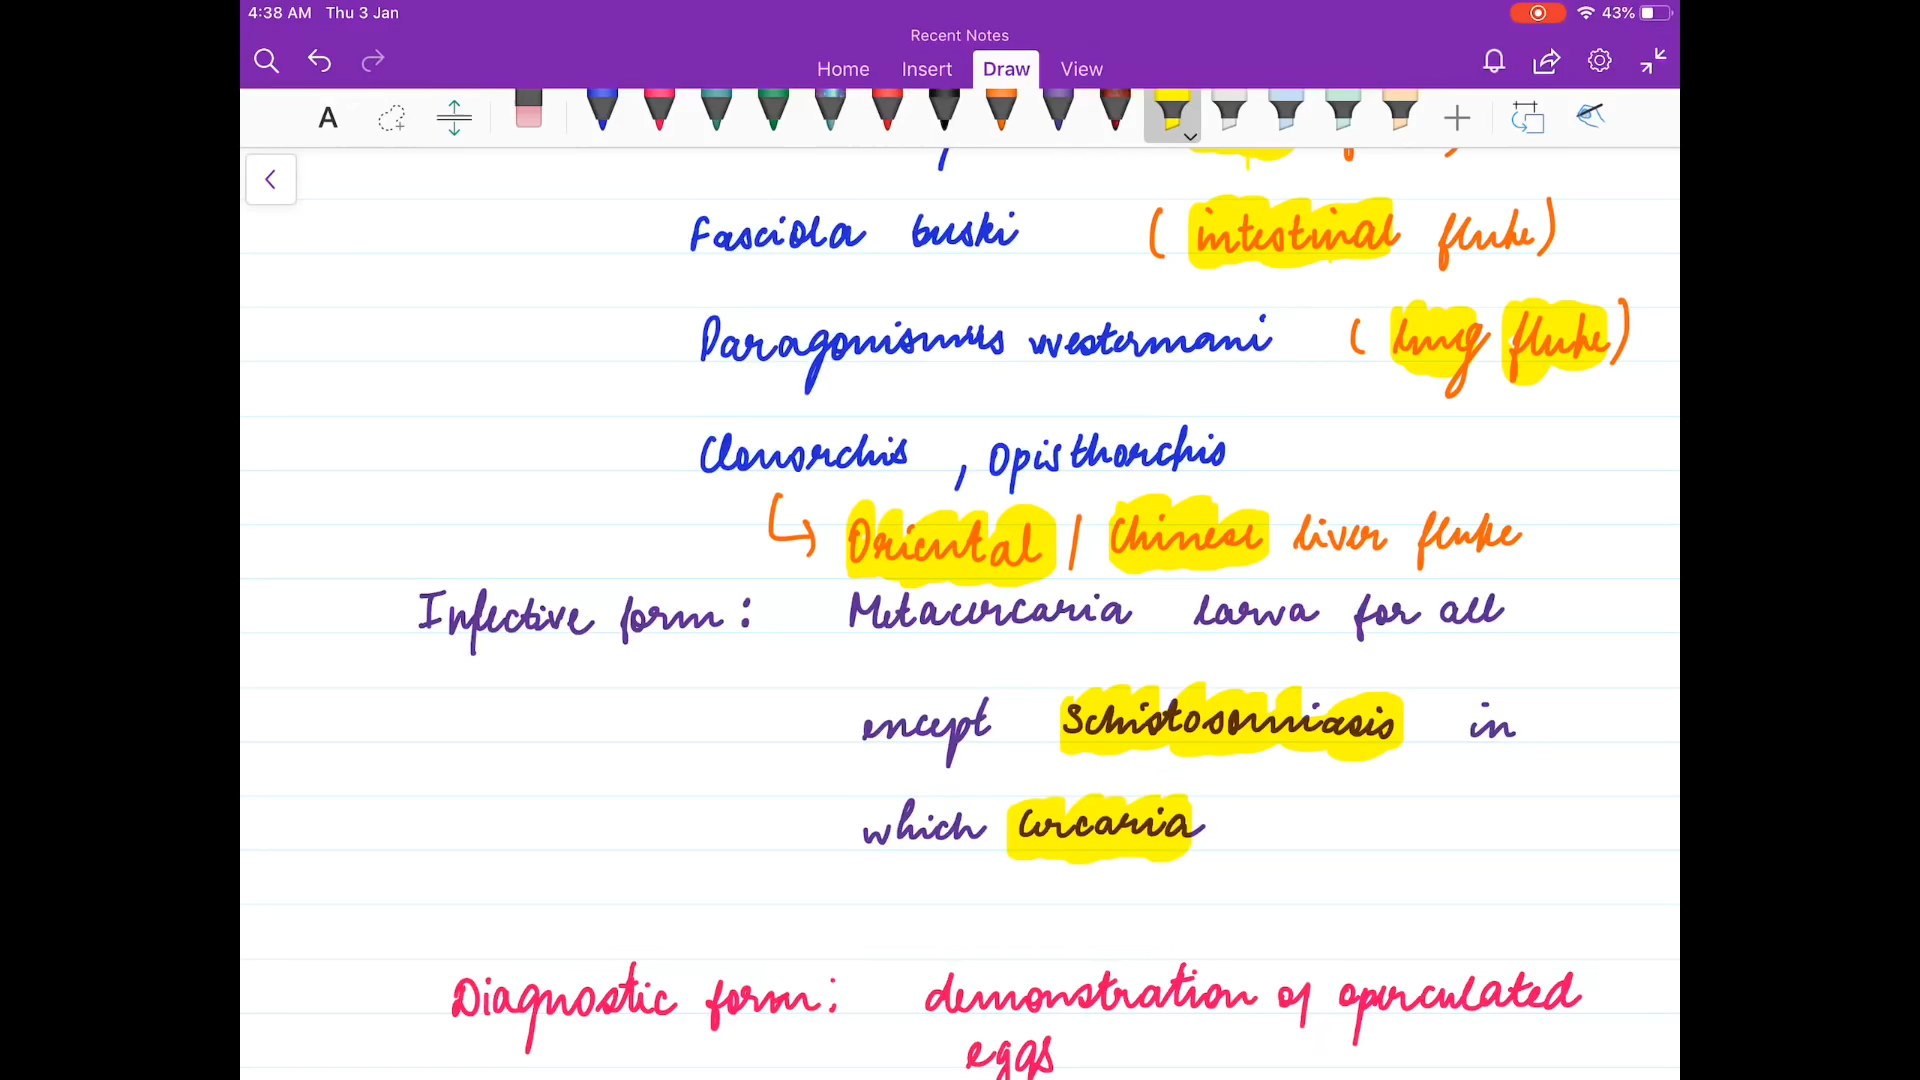 4:38 AM Thu 3 Jan
43%
Recent Notes
Home Insert Draw View
A
Fasciola buski (intestinal fluke)
Paragonismus westermani (lung fluke)
Clonorchis , Opisthorchis
Oriental / Chinese liver fluke
Infective form: Metacercaria larva for all
except Schistosomiasis in
which Cercaria
Diagnostic form: demonstration of operculated
eggs